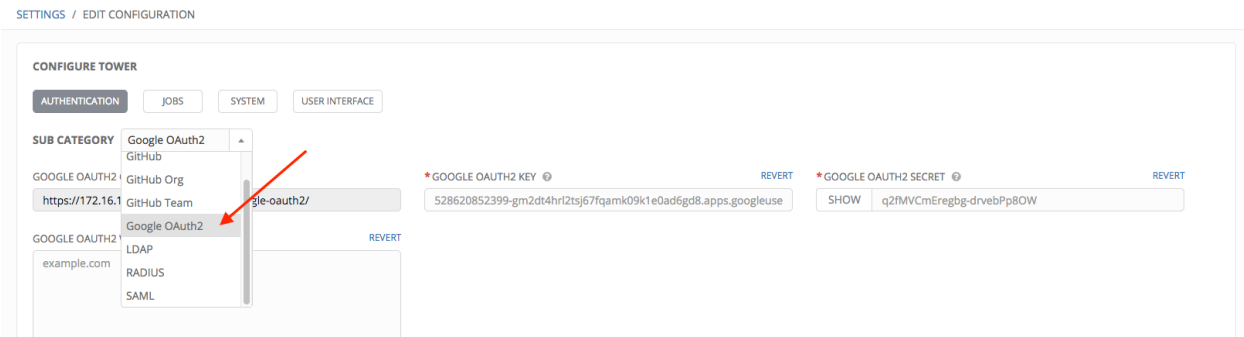 SETTINGS / EDIT CONFIGURATION
CONFIGURE TOWER
AUTHENTICATION JOBS SYSTEM USER INTERFACE
SUB CATEGORY Google OAuth2
GitHub
GitHub Org
GitHub Team
Google OAuth2
LDAP
RADIUS
SAML
GOOGLE OAUTH2
https://172.16.1 gle-oauth2/
* GOOGLE OAUTH2 KEY REVERT
528620852399-gm2dt4hrl2tsj67fqamk09k1e0ad6gd8.apps.googleuse
* GOOGLE OAUTH2 SECRET REVERT
SHOW q2fMVCmEregbg-drvebPp8OW
GOOGLE OAUTH2 REVERT
example.com